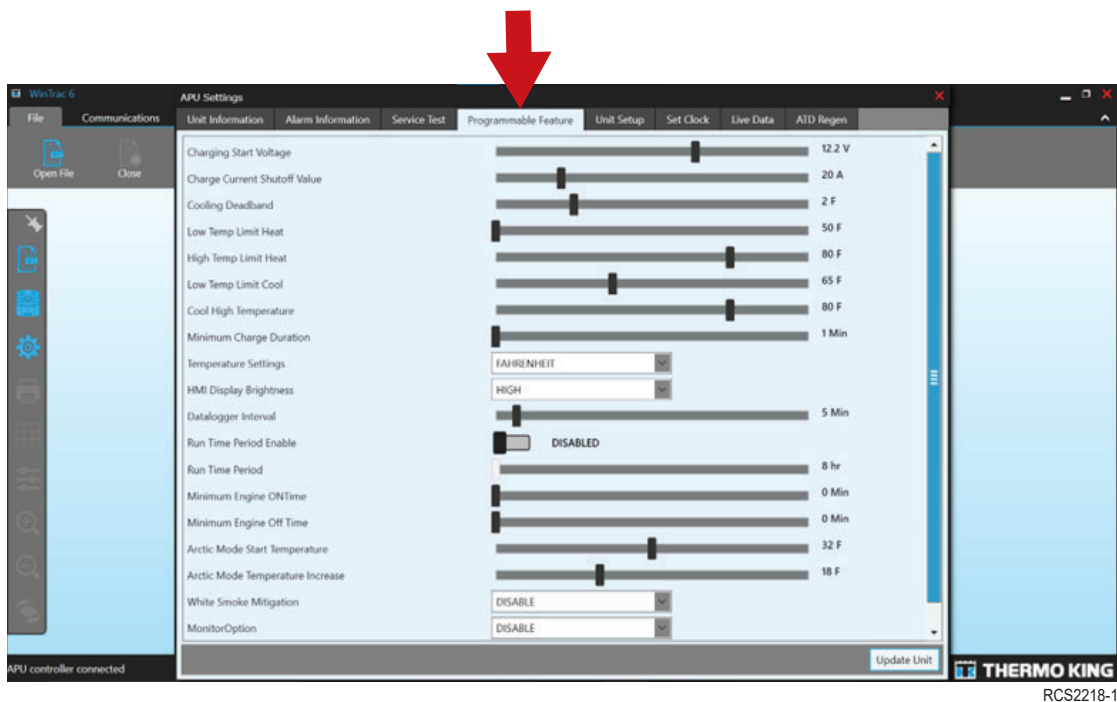 WinTrac 6
APU Settings
File Communications
Unit Information Alarm Information Service Test Programmable Feature Unit Setup Set Clock Live Data ATD Regen
Open File Close
Charging Start Voltage 12.2 V
Charge Current Shutoff Value 20 A
Cooling Deadband 2 F
Low Temp Limit Heat 50 F
High Temp Limit Heat 80 F
Low Temp Limit Cool 65 F
Cool High Temperature 80 F
Minimum Charge Duration 1 Min
Temperature Settings FAHRENHEIT
HMI Display Brightness HIGH
Datalogger Interval 5 Min
Run Time Period Enable DISABLED
Run Time Period 8 hr
Minimum Engine ONTime 0 Min
Minimum Engine Off Time 0 Min
Arctic Mode Start Temperature 32 F
Arctic Mode Temperature Increase 18 F
White Smoke Mitigation DISABLE
MonitorOption DISABLE
Update Unit
APU controller connected
THERMO KING
RCS2218-1